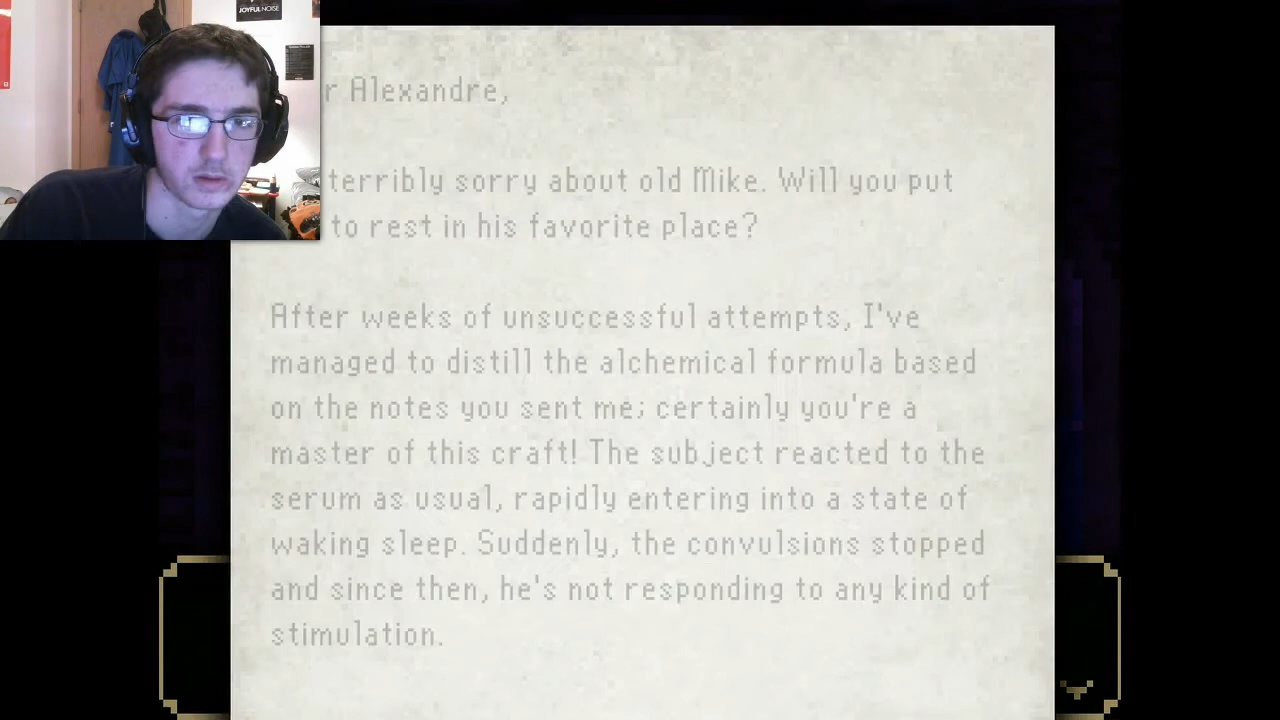 JOYFUL NOISE
r Alexandre,
terribly sorry about old Mike. Will you put
to rest in his favorite place?
After weeks of unsuccessful attempts, I've
managed to distill the alchemical formula based
on the notes you sent me; certainly you're a
master of this craft! The subject reacted to the
serum as usual, rapidly entering into a state of
waking sleep. Suddenly, the convulsions stopped
and since then, he's not responding to any kind of
stimulation.